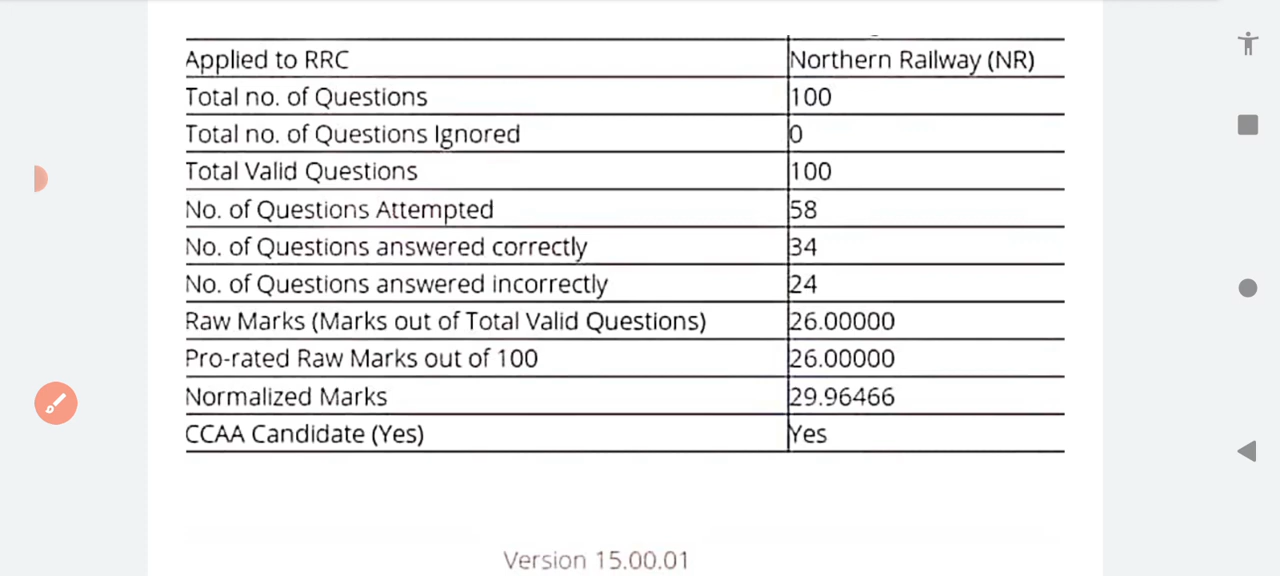 Applied to RRC Northern Railway (NR)
Total no. of Questions 100
Total no. of Questions Ignored 0
Total Valid Questions 100
No. of Questions Attempted 58
No. of Questions answered correctly 34
No. of Questions answered incorrectly 24
Raw Marks (Marks out of Total Valid Questions) 26.00000
Pro-rated Raw Marks out of 100 26.00000
Normalized Marks 29.96466
CCAA Candidate (Yes) Yes
Version 15.00.01